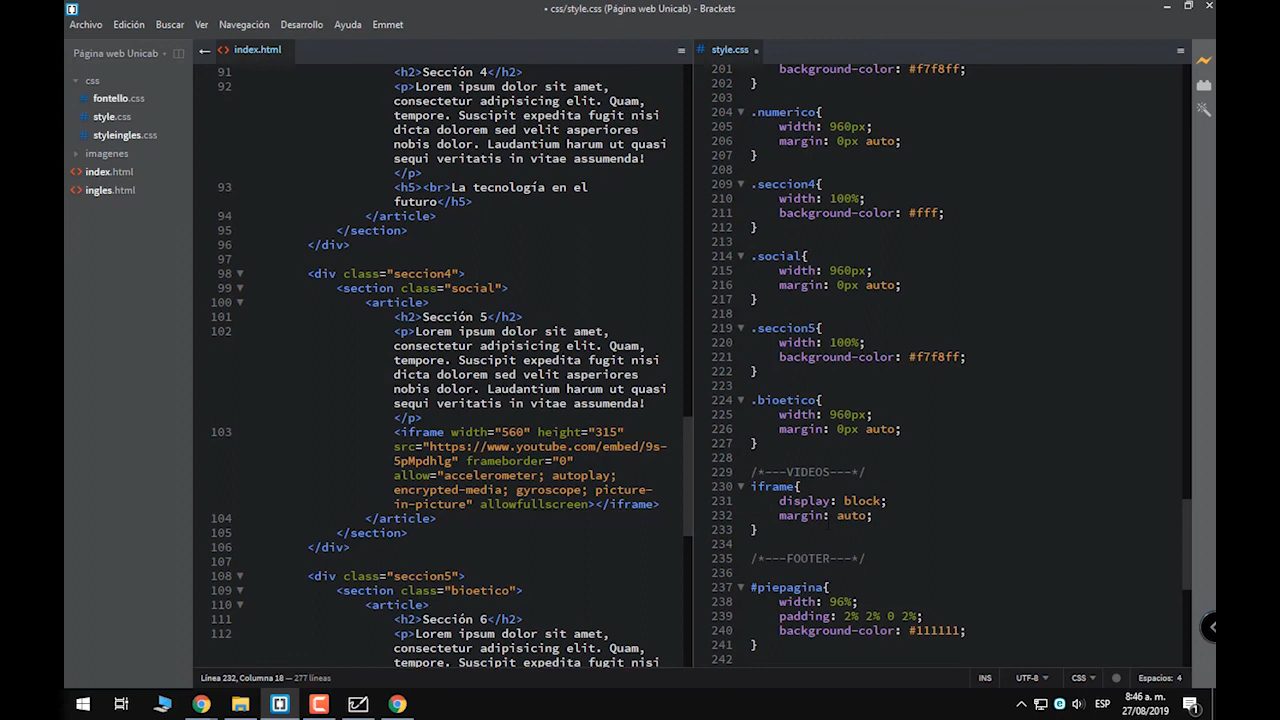 • css/style.css (Página web Unicab) - Brackets
Archivo Edición Buscar Ver Navegación Desarrollo Ayuda Emmet
Página web Unicab
css
fontello.css
style.css
styleingles.css
imagenes
index.html
ingles.html
index.html
91 <h2>Sección 4</h2>
92 <p>Lorem ipsum dolor sit amet,
consectetur adipisicing elit. Quam,
tempore. Suscipit expedita fugit nisi
dicta dolorem sed velit asperiores
nobis dolor. Laudantium harum ut quasi
sequi veritatis in vitae assumenda!
</p>
93 <h5><br>La tecnología en el
futuro</h5>
94 </article>
95 </section>
96 </div>
97
98 <div class="seccion4">
99 <section class="social">
100 <article>
101 <h2>Sección 5</h2>
102 <p>Lorem ipsum dolor sit amet,
consectetur adipisicing elit. Quam,
tempore. Suscipit expedita fugit nisi
dicta dolorem sed velit asperiores
nobis dolor. Laudantium harum ut quasi
sequi veritatis in vitae assumenda!
</p>
103 <iframe width="560" height="315"
src="https://www.youtube.com/embed/9s-
5pMpdhlg" frameborder="0"
allow="accelerometer; autoplay;
encrypted-media; gyroscope; picture-
in-picture" allowfullscreen></iframe>
104 </article>
105 </section>
106 </div>
107
108 <div class="seccion5">
109 <section class="bioetico">
110 <article>
111 <h2>Sección 6</h2>
112 <p>Lorem ipsum dolor sit amet,
consectetur adipisicing elit. Quam,
tempore. Suscipit expedita fugit nisi
style.css
201 background-color: #f7f8ff;
202 }
203
204 .numerico{
205 width: 960px;
206 margin: 0px auto;
207 }
208
209 .seccion4{
210 width: 100%;
211 background-color: #fff;
212 }
213
214 .social{
215 width: 960px;
216 margin: 0px auto;
217 }
218
219 .seccion5{
220 width: 100%;
221 background-color: #f7f8ff;
222 }
223
224 .bioetico{
225 width: 960px;
226 margin: 0px auto;
227 }
228
229 /*---VIDEOS---*/
230 iframe{
231 display: block;
232 margin: auto;
233 }
234
235 /*---FOOTER---*/
236
237 #piepagina{
238 width: 96%;
239 padding: 2% 2% 0 2%;
240 background-color: #111111;
241 }
242
Línea 232, Columna 18 — 277 líneas
INS UTF-8 CSS Espacios: 4
ESP
8:46 a. m.
27/08/2019
1